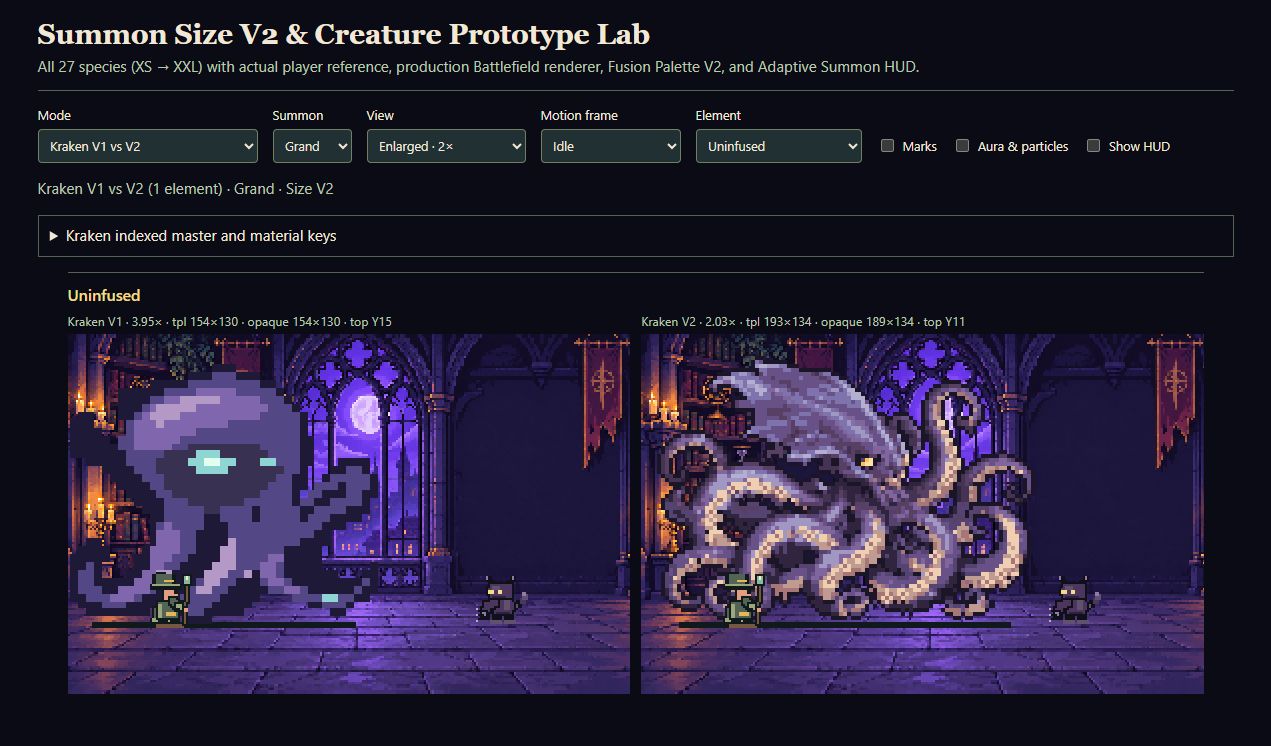 Summon Size V2 & Creature Prototype Lab
All 27 species (XS → XXL) with actual player reference, production Battlefield renderer, Fusion Palette V2, and Adaptive Summon HUD.
Mode Summon View Motion frame Element
Kraken V1 vs V2 Grand Enlarged · 2× Idle Uninfused Marks Aura & particles Show HUD
Kraken V1 vs V2 (1 element) · Grand · Size V2
▶ Kraken indexed master and material keys
Uninfused
Kraken V1 · 3.95× · tpl 154×130 · opaque 154×130 · top Y15
Kraken V2 · 2.03× · tpl 193×134 · opaque 189×134 · top Y11